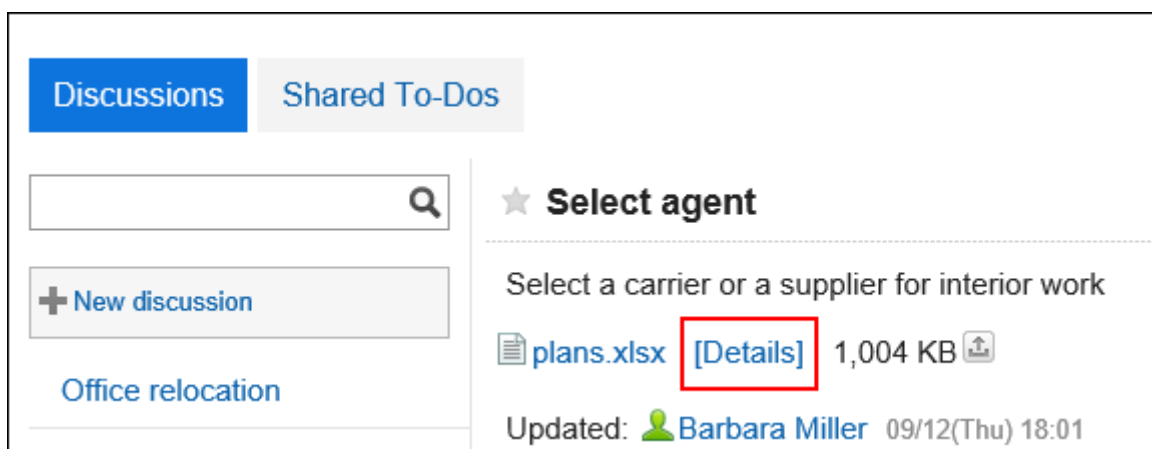 Discussions
Shared To-Dos
Select agent
New discussion
Select a carrier or a supplier for interior work
plans.xlsx [Details] 1,004 KB
Office relocation
Updated: Barbara Miller 09/12(Thu) 18:01